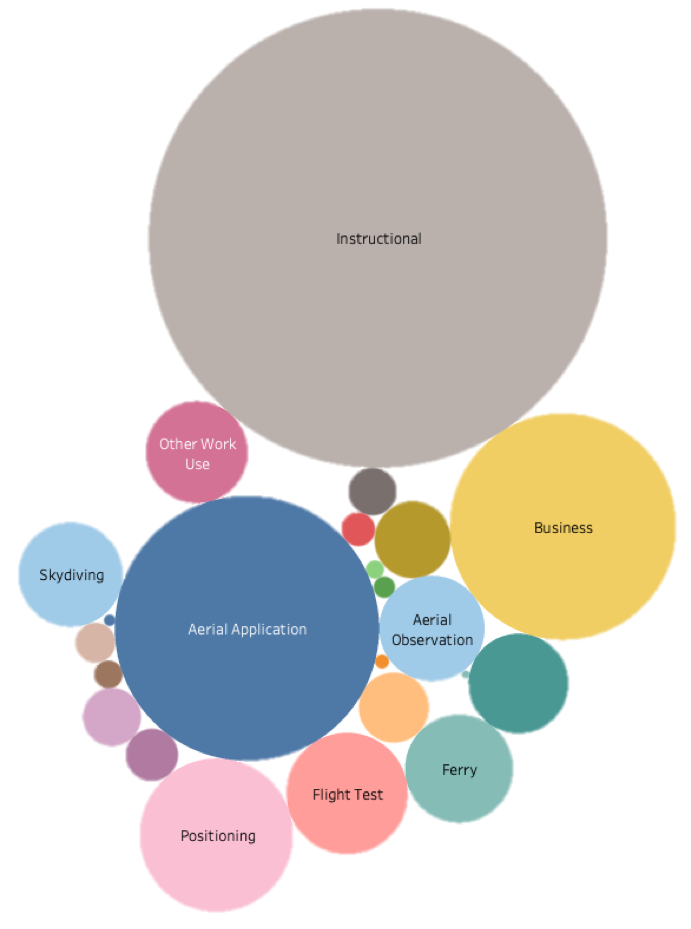 Instructional
Other Work
Use
Business
Skydiving
Aerial Application
Aerial
Observation
Ferry
Flight Test
Positioning